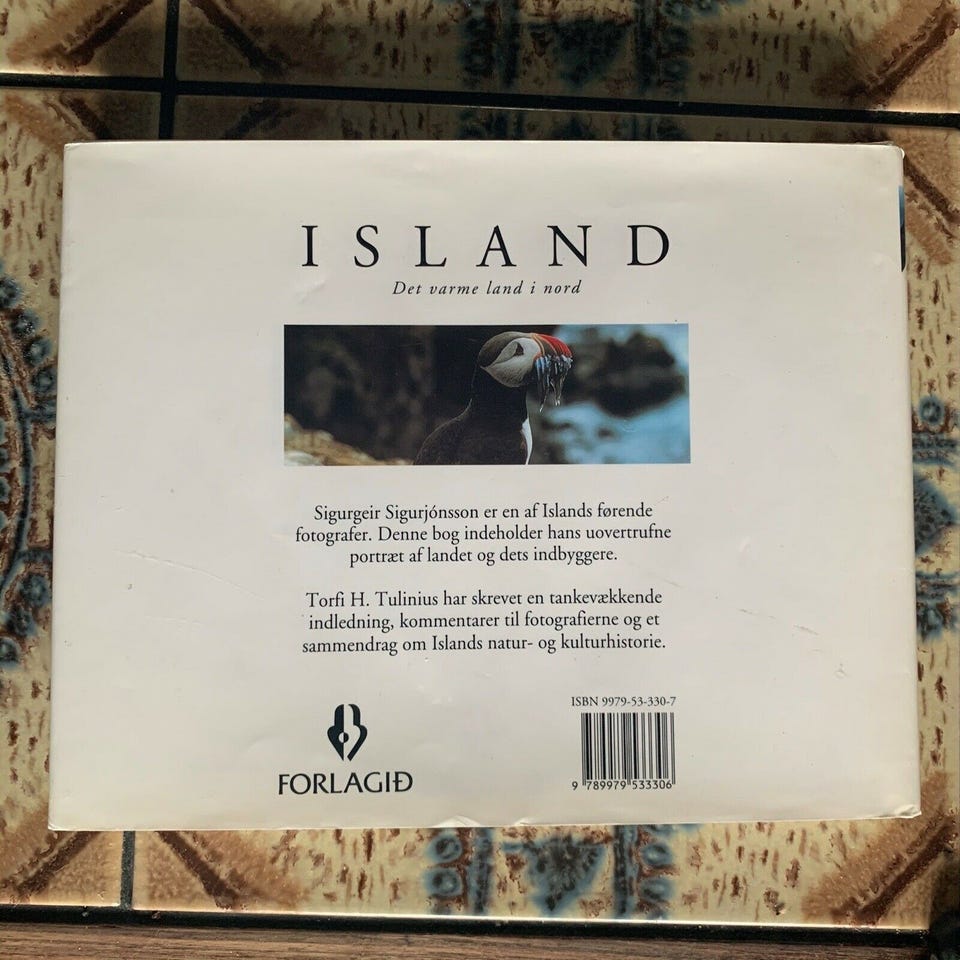 ISLAND
Det varme land i nord
Sigurgeir Sigurjónsson er en af Islands førende
fotografer. Denne bog indeholder hans uovertrufne
portræt af landet og dets indbyggere.
Torfi H. Tulinius har skrevet en tankevækkende
indledning, kommentarer til fotografierne og et
sammendrag om Islands natur- og kulturhistorie.
FORLAGIÐ
ISBN 9979-53-330-7
9 789979 533306